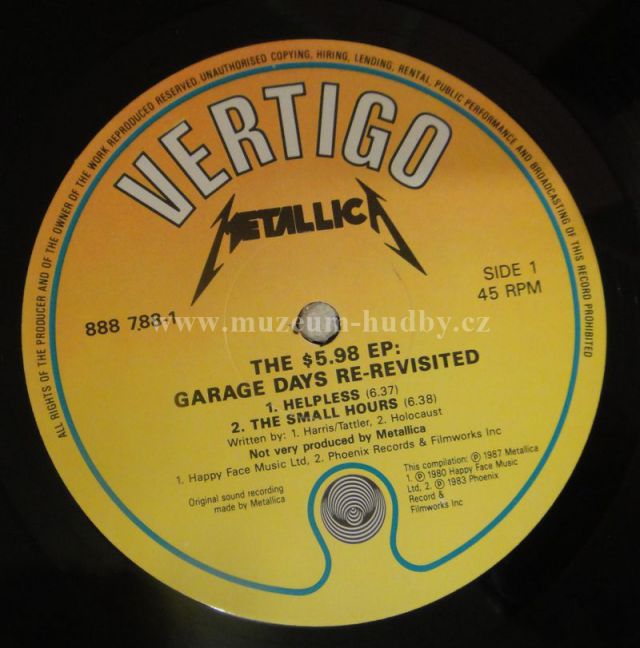 ALL RIGHTS OF THE PRODUCER AND OF THE OWNER OF THE WORK REPRODUCED RESERVED. UNAUTHORISED COPYING, HIRING, LENDING, RENTAL, PUBLIC PERFORMANCE AND BROADCASTING OF THIS RECORD PROHIBITED
VERTIGO
METALLICA
SIDE 1
45 RPM
888 788-1
www.muzeum-hudby.cz
THE $5.98 EP:
GARAGE DAYS RE-REVISITED
1. HELPLESS (6.37)
2. THE SMALL HOURS (6.38)
Written by: 1. Harris/Tattler, 2. Holocaust
Not very produced by Metallica
1. Happy Face Music Ltd, 2. Phoenix Records & Filmworks Inc
Original sound recording
made by Metallica
This compilation: Ⓟ 1987 Metallica
1. Ⓟ 1980 Happy Face Music
Ltd, 2. Ⓟ 1983 Phoenix
Record &
Filmworks Inc